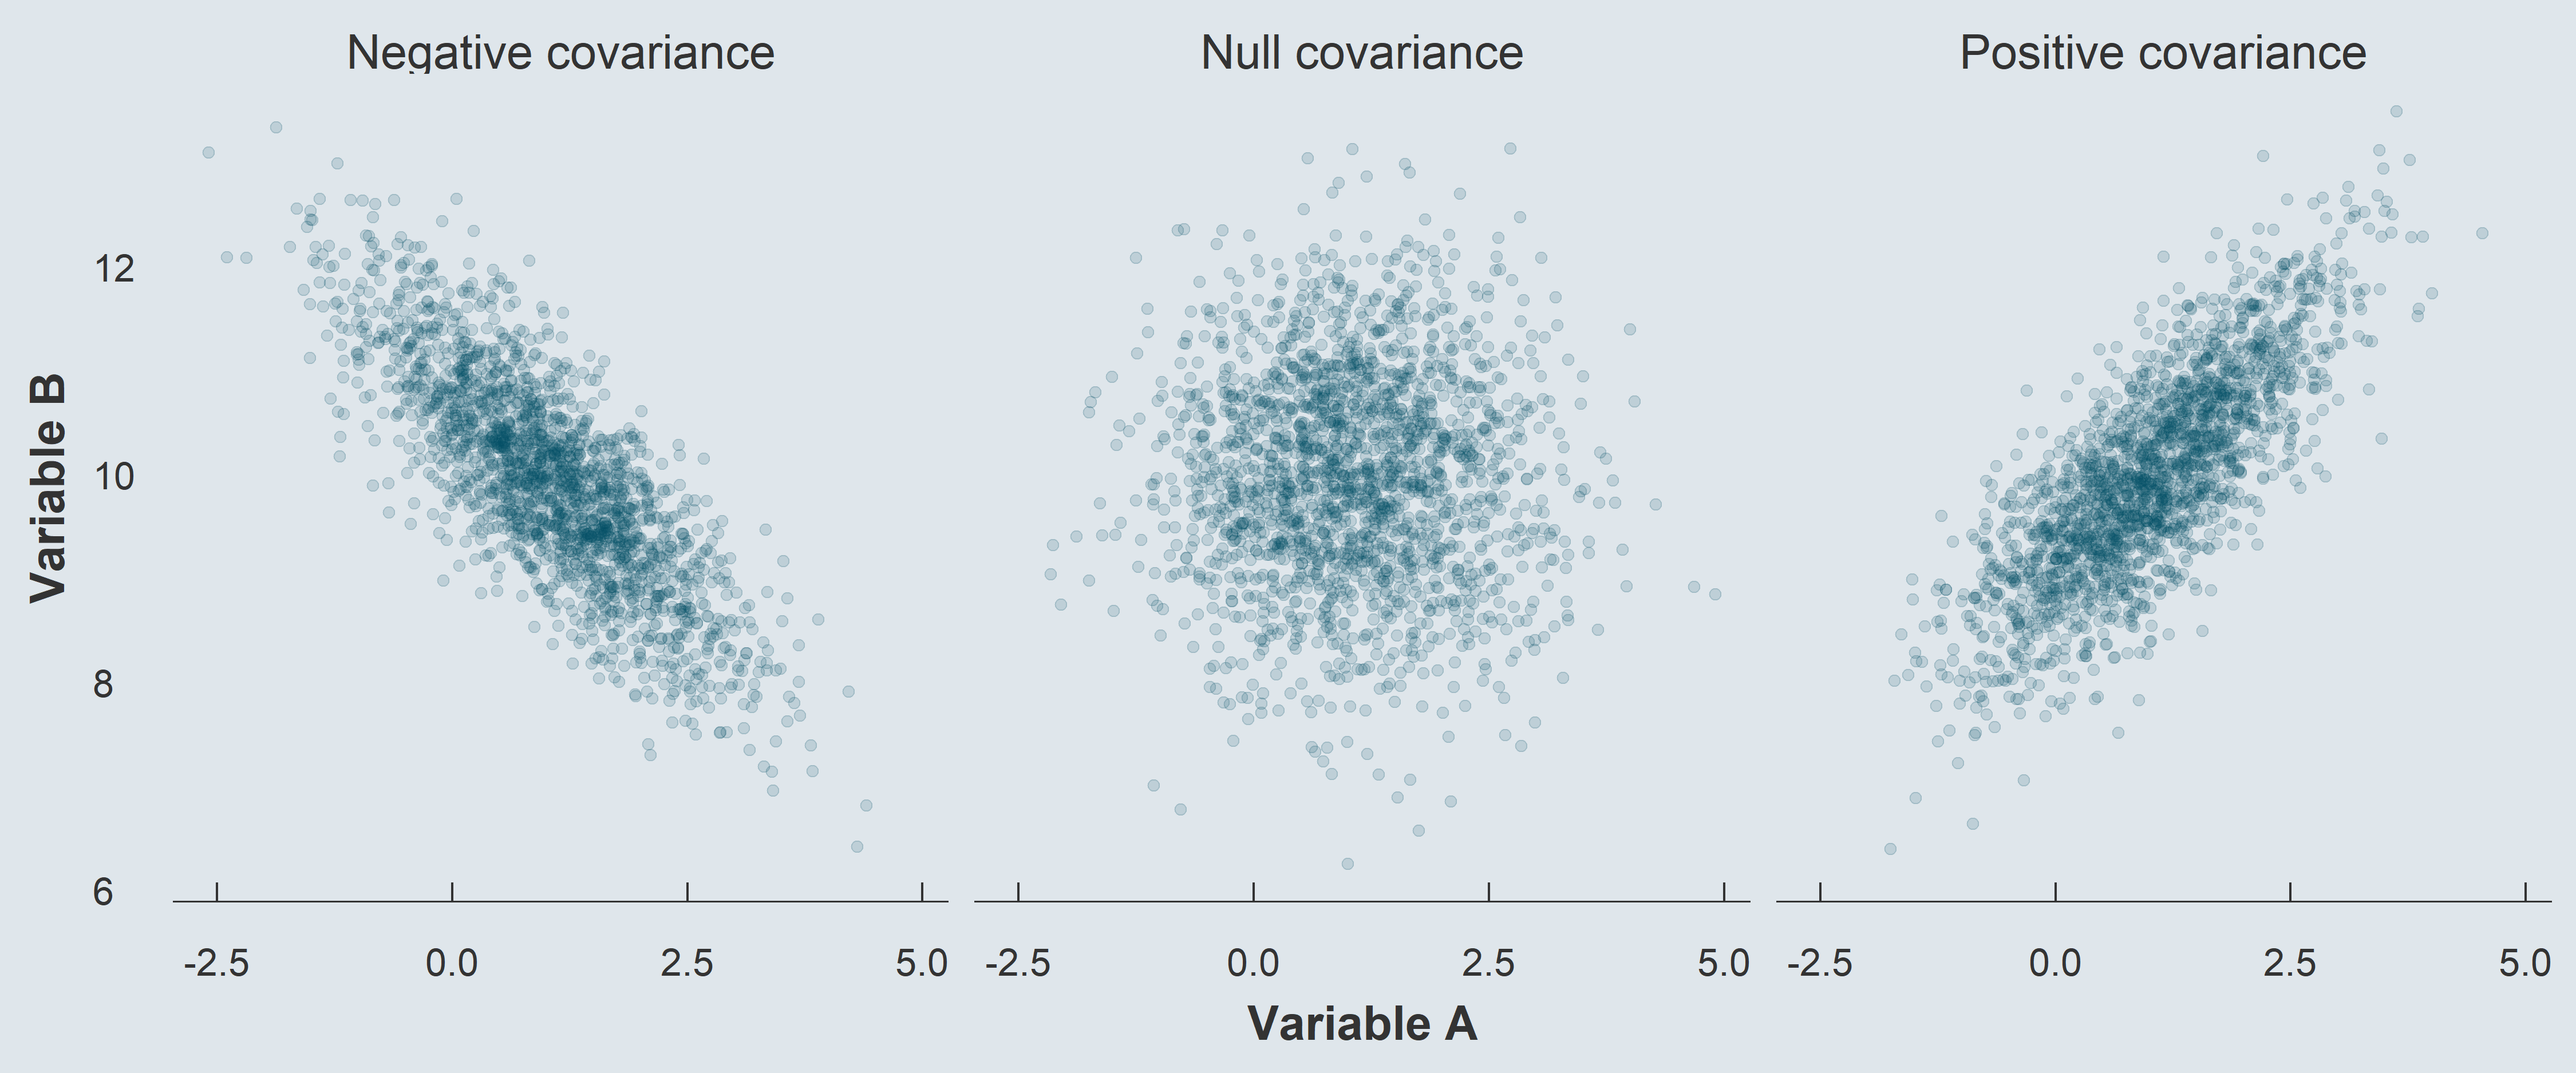 Negative covariance
Null covariance
Positive covariance
Variable B
12
10
8
6
-2.5 0.0 2.5 5.0
-2.5 0.0 2.5 5.0
-2.5 0.0 2.5 5.0
Variable A